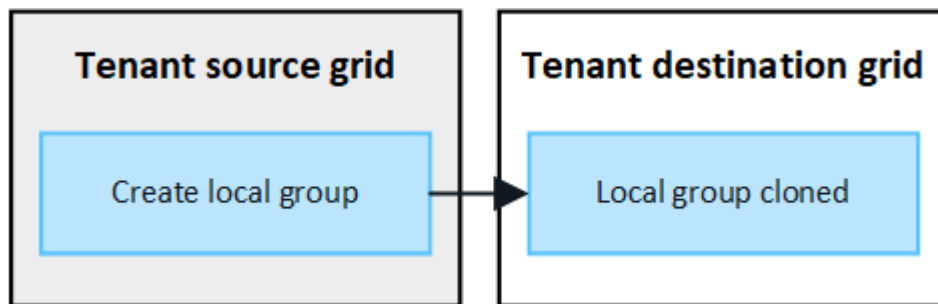 Tenant source grid
Create local group
Tenant destination grid
Local group cloned